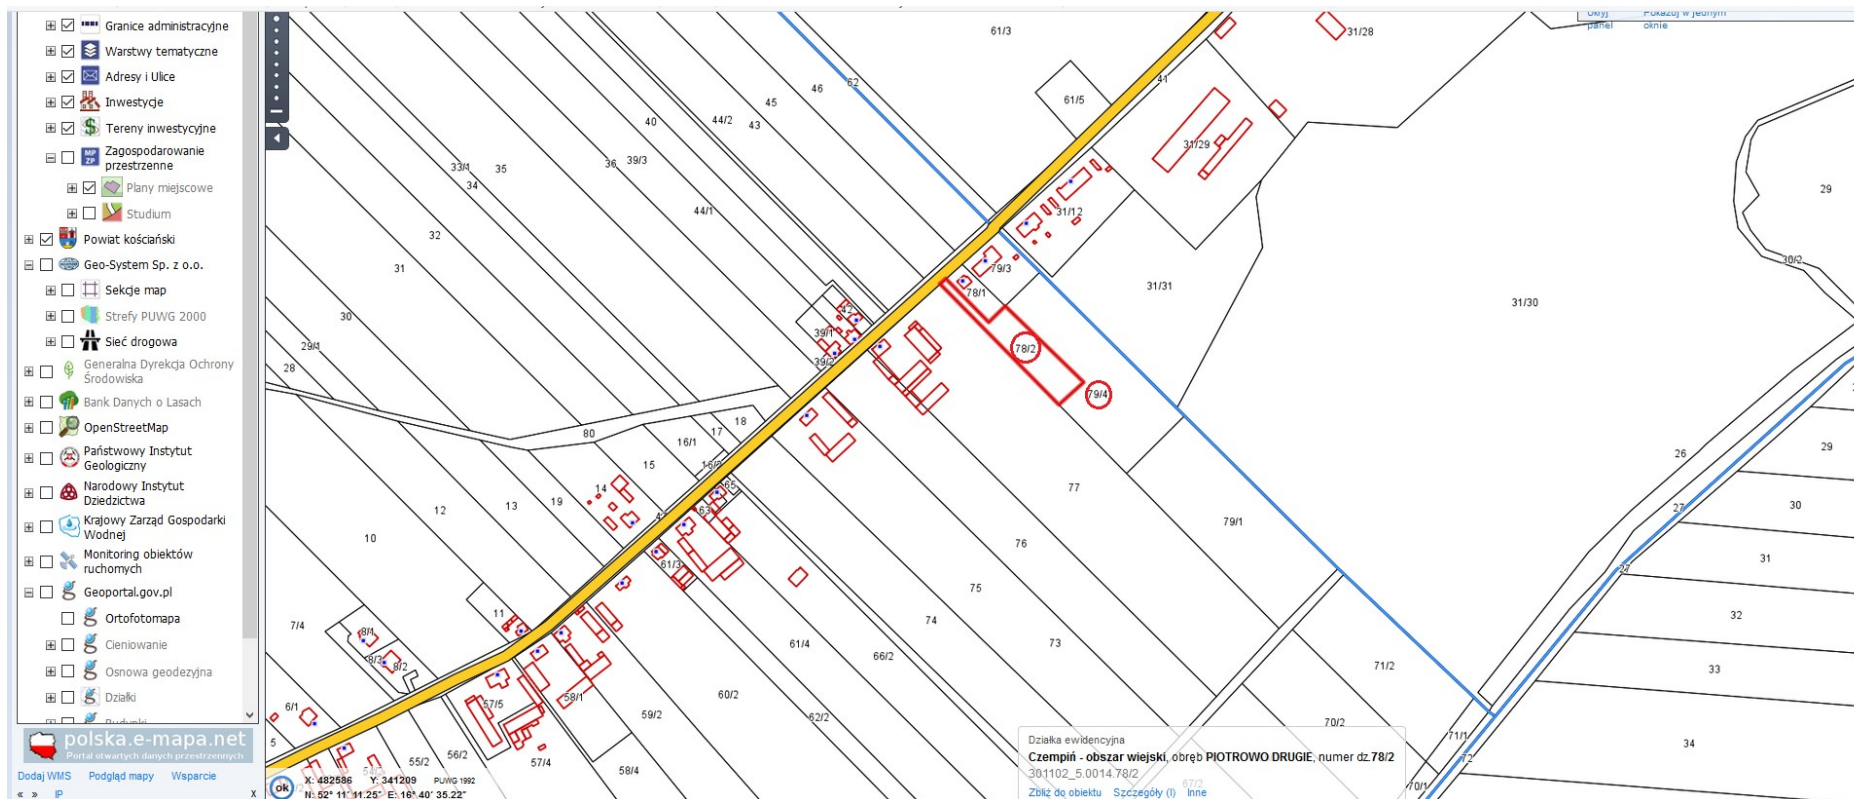 Granice administracyjne
Warstwy tematyczne
Adresy i Ulice
Inwestycje
Tereny inwestycyjne
Zagospodarowanie
przestrzenne
Plany miejscowe
Studium
Powiat kościański
Geo-System Sp. z o.o.
Sekcje map
Strefy PUWG 2000
Sieć drogowa
Generalna Dyrekcja Ochrony
Środowiska
Bank Danych o Lasach
OpenStreetMap
Państwowy Instytut
Geologiczny
Narodowy Instytut
Dziedzictwa
Krajowy Zarząd Gospodarki
Wodnej
Monitoring obiektów
ruchomych
Geoportal.gov.pl
Ortofotomapa
Cieniowanie
Osnowa geodezyjna
Działki
polska.e-mapa.net
Portal otwartych danych przestrzennych
Dodaj WMS Podgląd mapy Wsparcie
« » IP x
panel oknie
61/3
31/28
41
46
62
45
61/5
44/2
43
40
31/29
36 39/3
33/1
35
34
29
44/1
31/12
32
30/2
31
79/3
31/31
78/1
31/30
30
42
39/1
29/1
78/2
39/2
28
79/4
18
17
80
16/1
29
26
15
65
14
77
13
19
12
63
27
30
79/1
10
76
31
61/3
27
75
11
32
7/4
74
8/1
61/4
73
66/2
8/3
8/2
71/2
33
60/2
58/1
57/5
6/1
59/2
62/2
70/2
71/1
34
5
56/2
72
55/2
57/4
58/4
70/1
ok
X: 482586 Y: 341209 PUWG 1992
N: 52° 11' 11.25" E: 16° 40' 35.22"
Działka ewidencyjna
Czempiń - obszar wiejski, obręb PIOTROWO DRUGIE, numer dz.78/2
301102_5.0014.78/2
67/2
Zbliż do obiektu Szczegóły (I) Inne